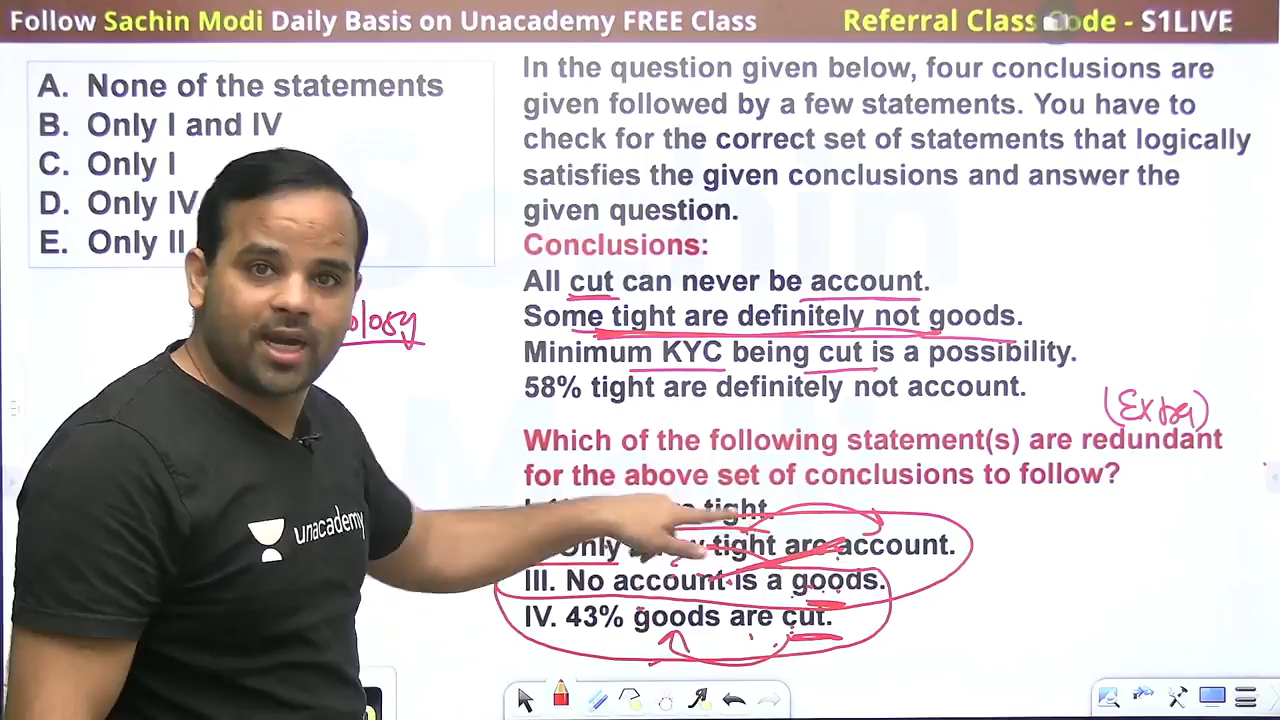 Follow Sachin Modi Daily Basis on Unacademy FREE Class
Referral Class Code - S1LIVE
A. None of the statements
B. Only I and IV
C. Only I
D. Only IV
E. Only II
In the question given below, four conclusions are
given followed by a few statements. You have to
check for the correct set of statements that logically
satisfies the given conclusions and answer the
given question.
Conclusions:
All cut can never be account.
Some tight are definitely not goods.
Minimum KYC being cut is a possibility.
58% tight are definitely not account.
(Extra)
Which of the following statement(s) are redundant
for the above set of conclusions to follow?
tight.
Only tight are account.
III. No account is a goods.
IV. 43% goods are cut.
unacademy